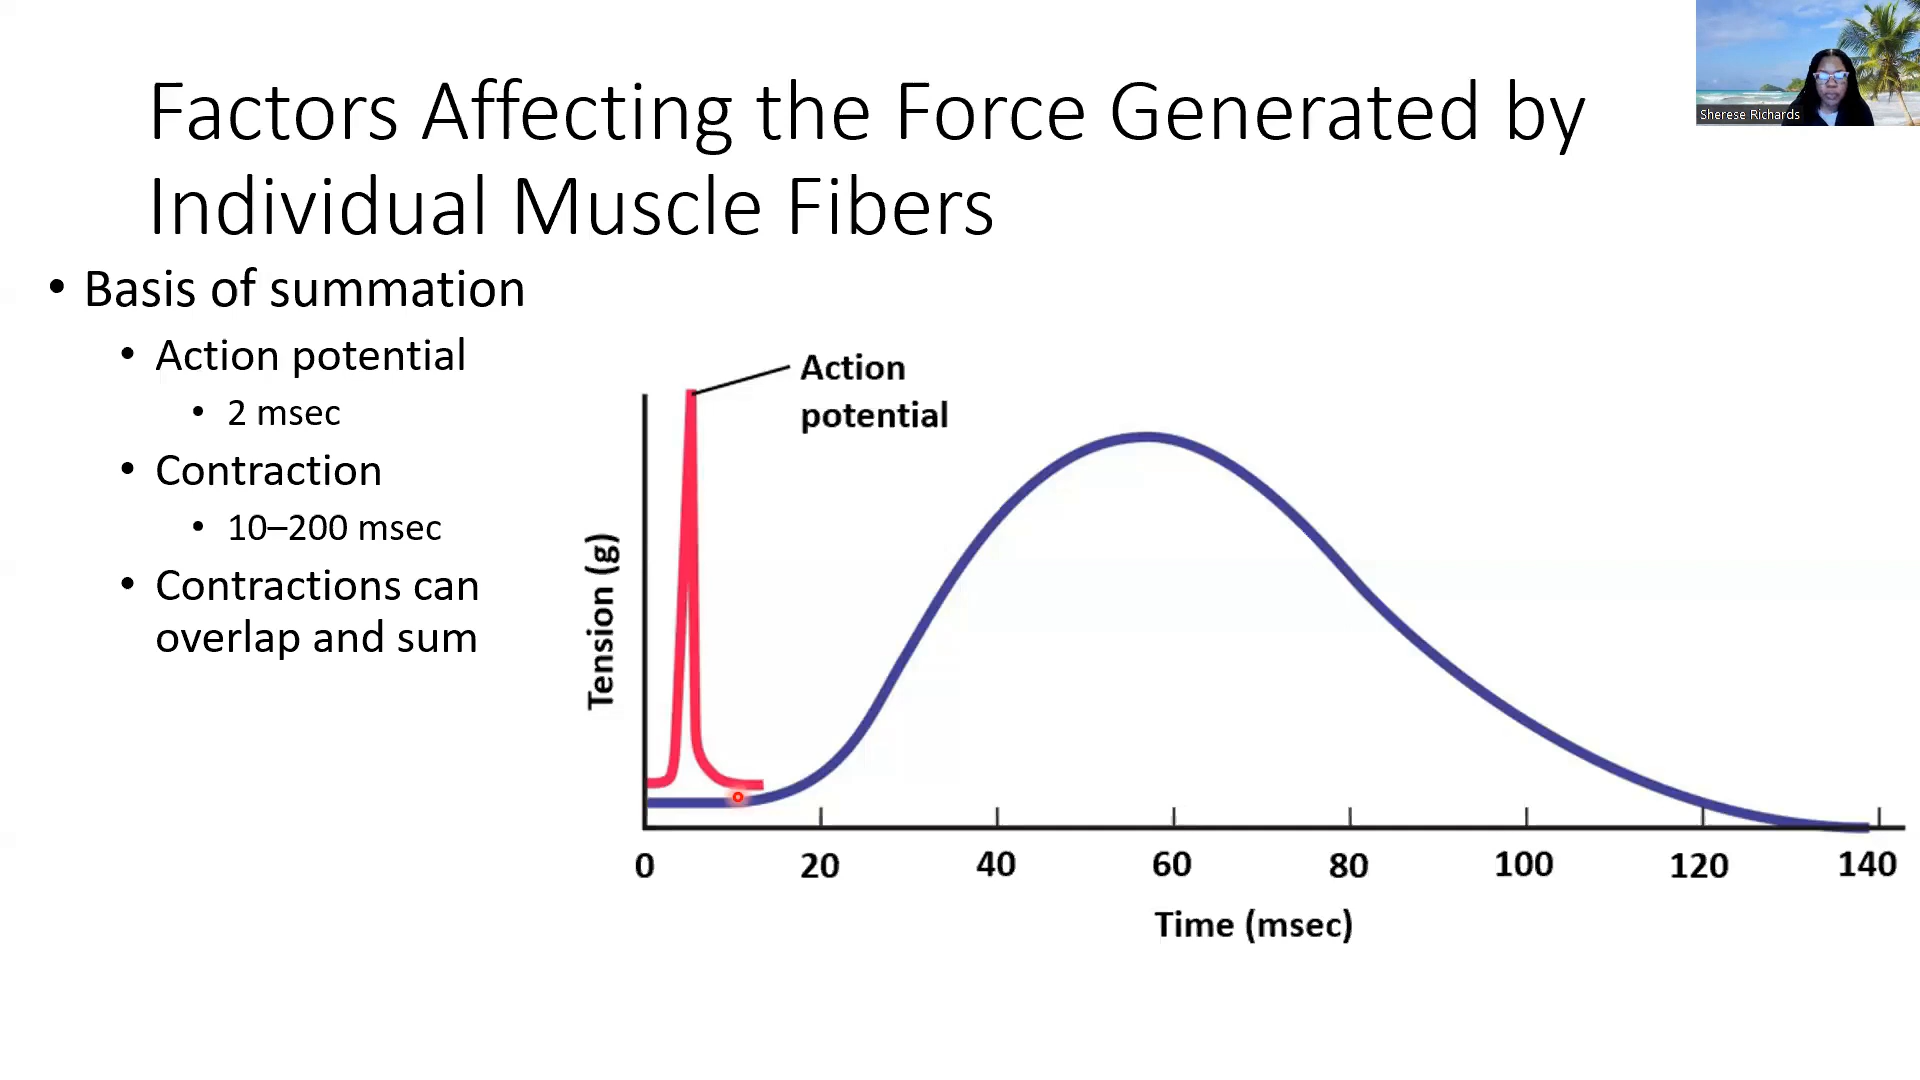 Factors Affecting the Force Generated by
Individual Muscle Fibers
Sherese Richards
• Basis of summation
• Action potential
• 2 msec
• Contraction
• 10–200 msec
• Contractions can
overlap and sum
Action
potential
Tension (g)
0 20 40 60 80 100 120 140
Time (msec)